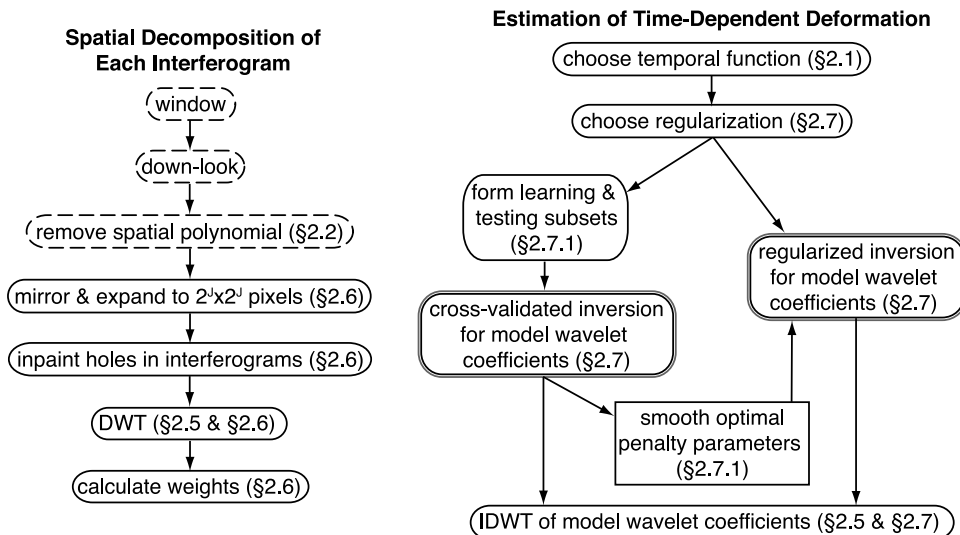 Spatial Decomposition of
Each Interferogram
window
down-look
remove spatial polynomial (§2.2)
mirror & expand to 2ᴶx2ᴶ pixels (§2.6)
inpaint holes in interferograms (§2.6)
DWT (§2.5 & §2.6)
calculate weights (§2.6)
Estimation of Time-Dependent Deformation
choose temporal function (§2.1)
choose regularization (§2.7)
form learning &
testing subsets
(§2.7.1)
regularized inversion
for model wavelet
coefficients (§2.7)
cross-validated inversion
for model wavelet
coefficients (§2.7)
smooth optimal
penalty parameters
(§2.7.1)
IDWT of model wavelet coefficients (§2.5 & §2.7)